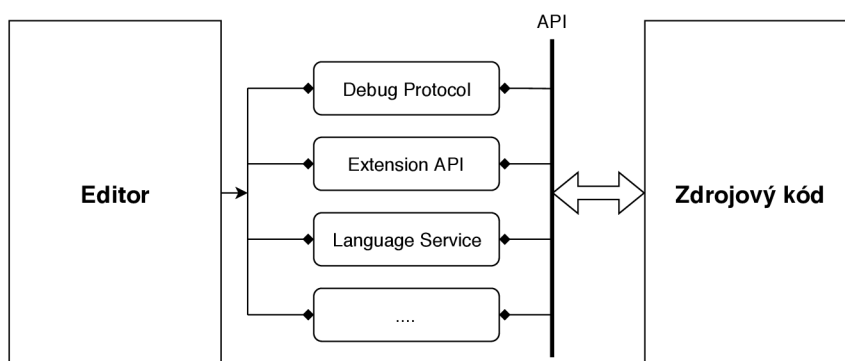 API
Debug Protocol
Extension API
Editor
Zdrojový kód
Language Service
....